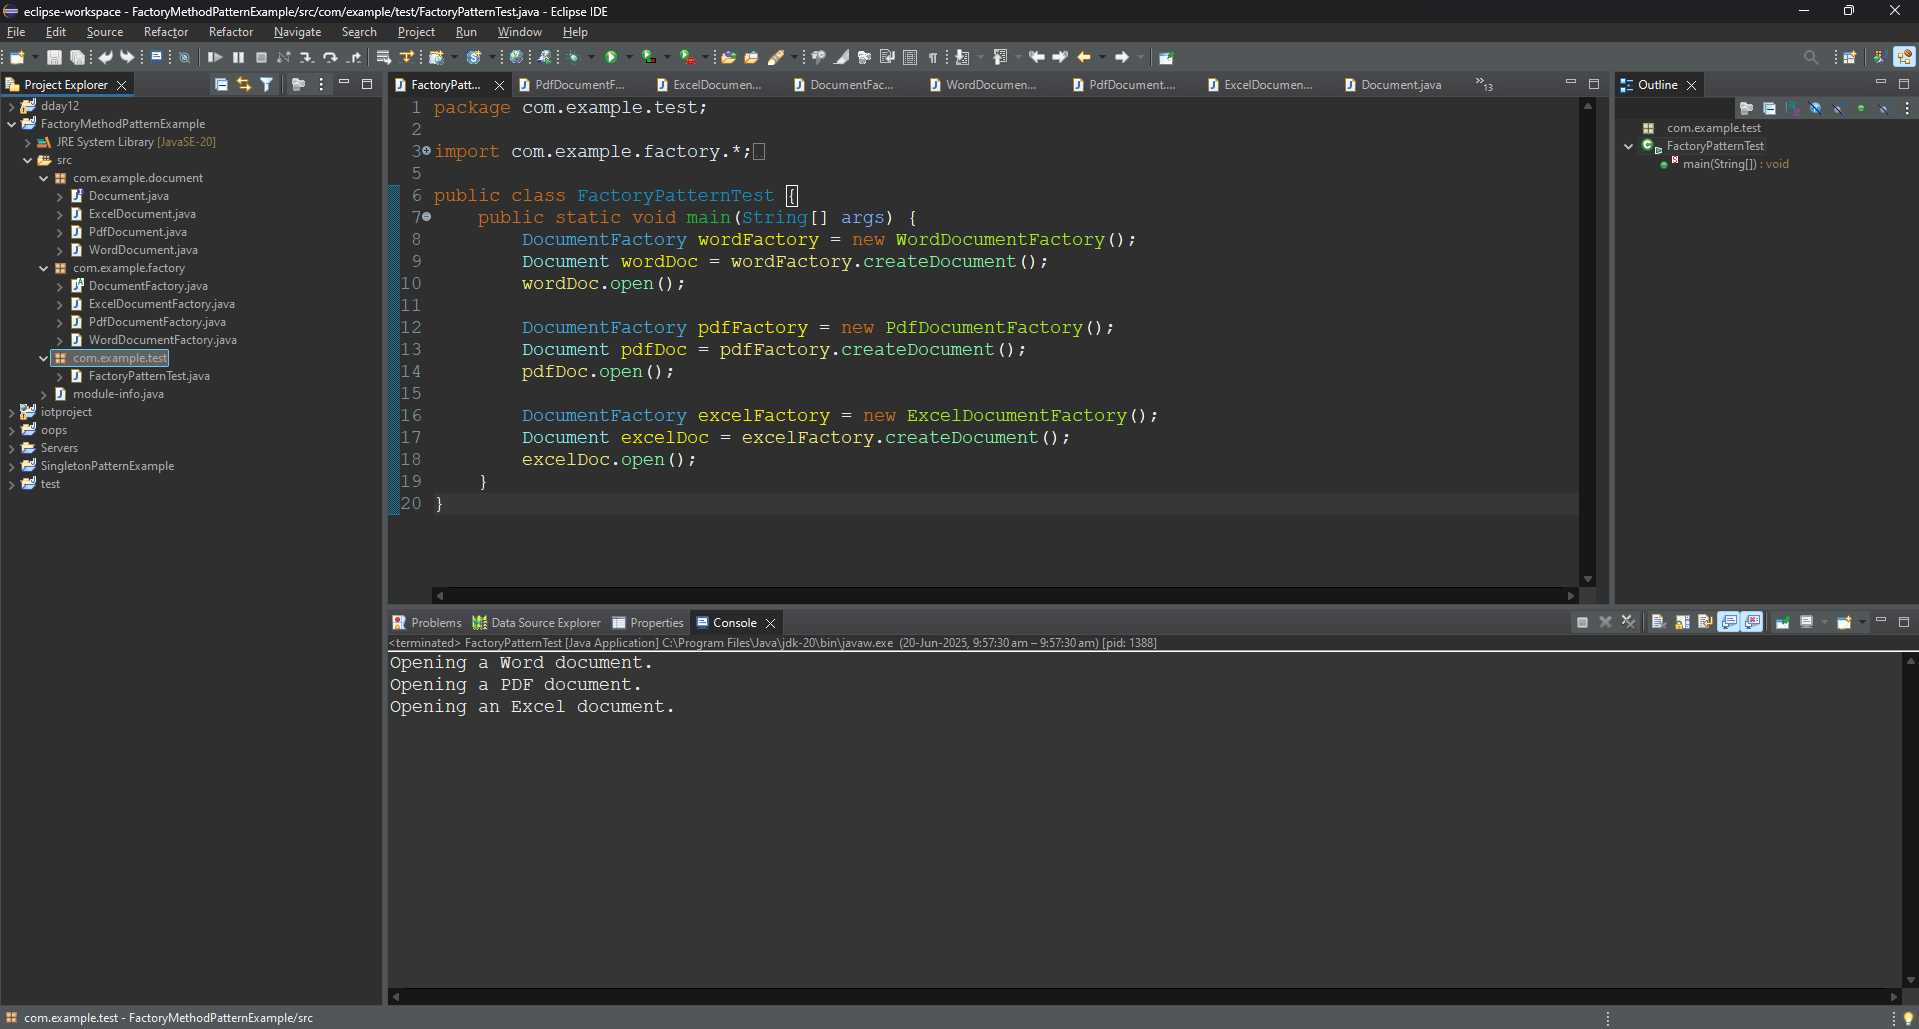 eclipse-workspace - FactoryMethodPatternExample/src/com/example/test/FactoryPatternTest.java - Eclipse IDE
File Edit Source Refactor Refactor Navigate Search Project Run Window Help
Project Explorer
dday12
FactoryMethodPatternExample
JRE System Library [JavaSE-20]
src
com.example.document
Document.java
ExcelDocument.java
PdfDocument.java
WordDocument.java
com.example.factory
DocumentFactory.java
ExcelDocumentFactory.java
PdfDocumentFactory.java
WordDocumentFactory.java
com.example.test
FactoryPatternTest.java
module-info.java
iotproject
oops
Servers
SingletonPatternExample
test
FactoryPatt... PdfDocumentF... ExcelDocumen... DocumentFac... WordDocumen... PdfDocument.... ExcelDocumen... Document.java »13
1 package com.example.test;
2
3 import com.example.factory.*;
5
6 public class FactoryPatternTest {
7 public static void main(String[] args) {
8 DocumentFactory wordFactory = new WordDocumentFactory();
9 Document wordDoc = wordFactory.createDocument();
10 wordDoc.open();
11
12 DocumentFactory pdfFactory = new PdfDocumentFactory();
13 Document pdfDoc = pdfFactory.createDocument();
14 pdfDoc.open();
15
16 DocumentFactory excelFactory = new ExcelDocumentFactory();
17 Document excelDoc = excelFactory.createDocument();
18 excelDoc.open();
19 }
20 }
Outline
com.example.test
FactoryPatternTest
main(String[]) : void
Problems Data Source Explorer Properties Console
<terminated> FactoryPatternTest [Java Application] C:\Program Files\Java\jdk-20\bin\javaw.exe (20-Jun-2025, 9:57:30 am – 9:57:30 am) [pid: 1388]
Opening a Word document.
Opening a PDF document.
Opening an Excel document.
com.example.test - FactoryMethodPatternExample/src